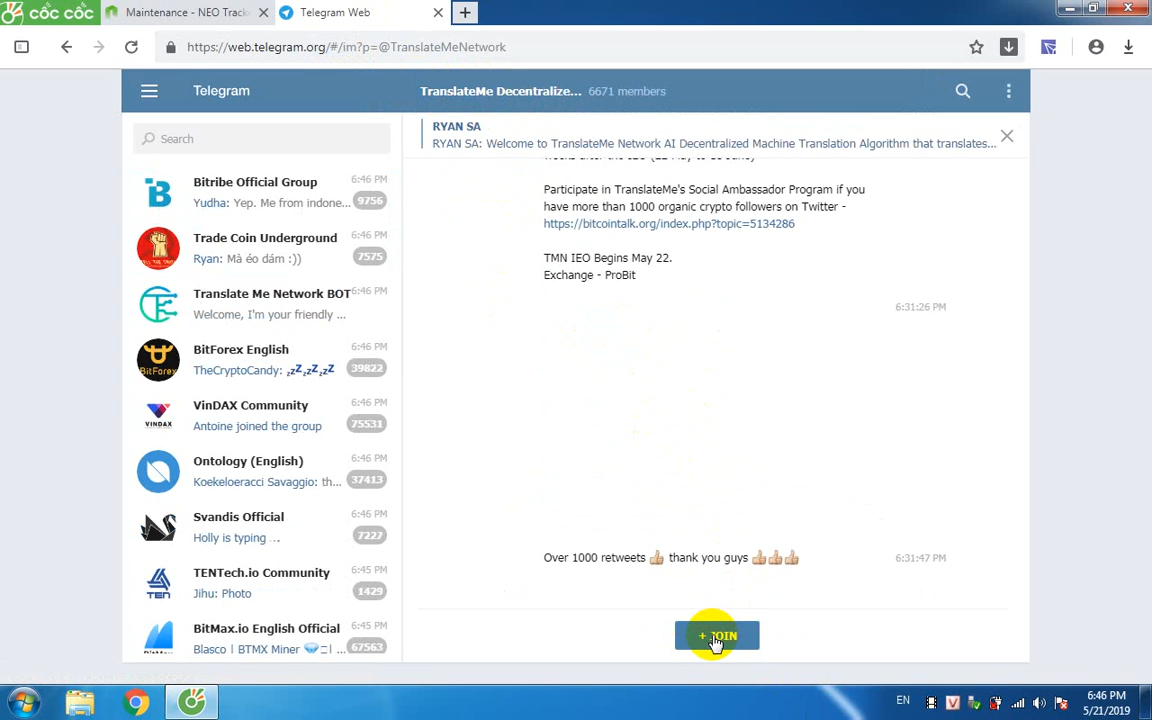 cốc cốc
Maintenance - NEO Track
Telegram Web
https://web.telegram.org/#/im?p=@TranslateMeNetwork
Telegram
TranslateMe Decentralize... 6671 members
Search
RYAN SA
RYAN SA: Welcome to TranslateMe Network AI Decentralized Machine Translation Algorithm that translates...
Bitribe Official Group 6:46 PM
Yudha: Yep. Me from indone... 9756
Trade Coin Underground 6:46 PM
Ryan: Mà éo dám :)) 7575
Translate Me Network BOT 6:46 PM
Welcome, I'm your friendly ...
BitForex
BitForex English 6:46 PM
TheCryptoCandy: 💤💤💤 39822
VINDAX
VinDAX Community 6:46 PM
Antoine joined the group 75531
Ontology (English) 6:46 PM
Koekeloeracci Savaggio: th... 37413
Svandis Official 6:46 PM
Holly is typing ... 7227
TEN
TENTech.io Community 6:45 PM
Jihu: Photo 1429
BitMax.io English Official 6:45 PM
Blasco | BTMX Miner 💎 67563
Participate in TranslateMe's Social Ambassador Program if you
have more than 1000 organic crypto followers on Twitter -
https://bitcointalk.org/index.php?topic=5134286
TMN IEO Begins May 22.
Exchange - ProBit
6:31:26 PM
Over 1000 retweets 👍 thank you guys 👍👍👍 6:31:47 PM
+ JOIN
EN
6:46 PM
5/21/2019